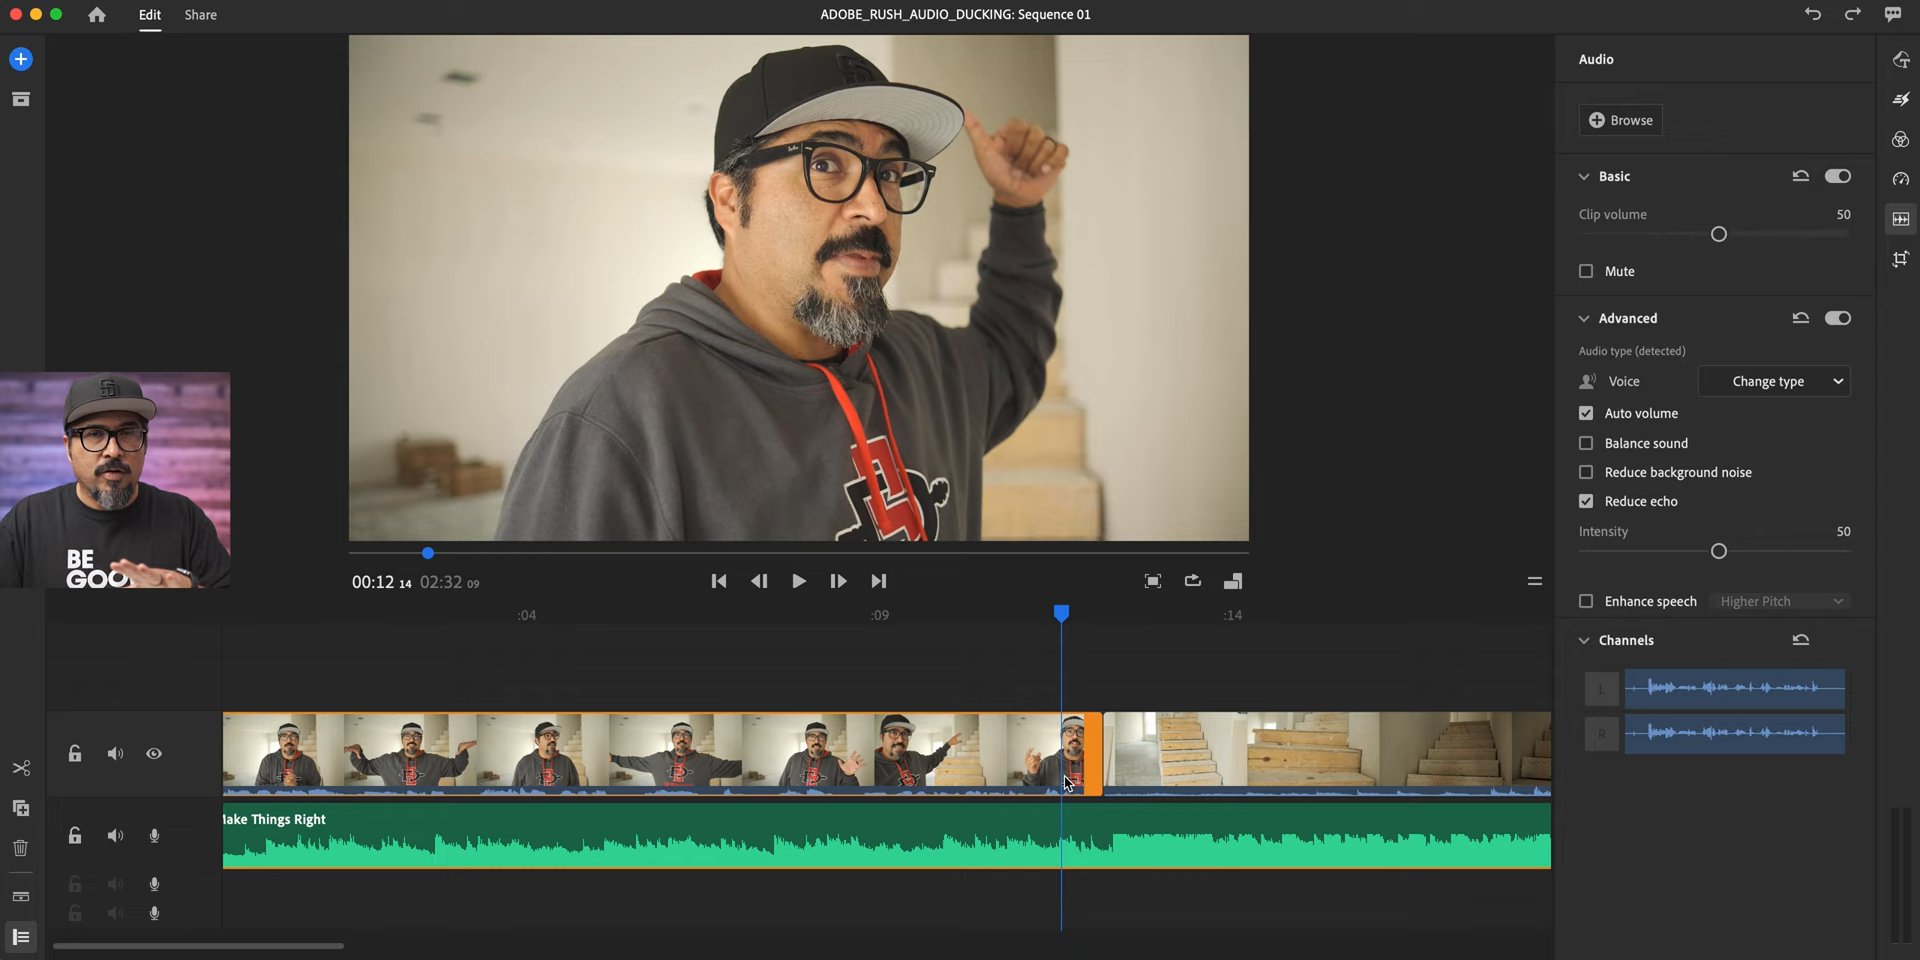 Edit
Share
ADOBE_RUSH_AUDIO_DUCKING: Sequence 01
Audio
Browse
Basic
Clip volume
50
Mute
Advanced
Audio type (detected)
Voice
Change type
Auto volume
Balance sound
Reduce background noise
Reduce echo
Intensity
50
Enhance speech
Higher Pitch
Channels
L
R
BE
GOO
00:12 14
02:32 09
:04
:09
:14
Make Things Right